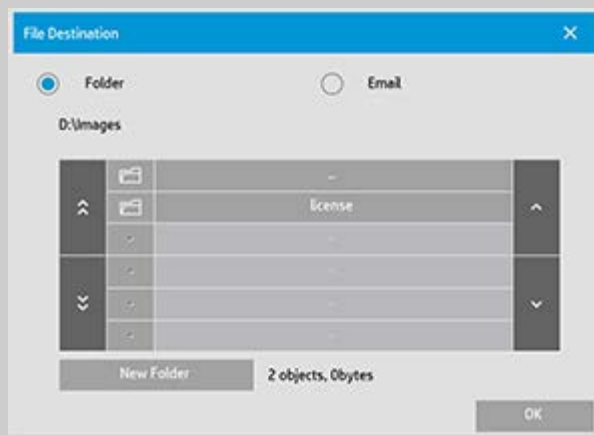 File Destination
Folder
Email
D:\Images
..
license
New Folder
2 objects, 0bytes
OK